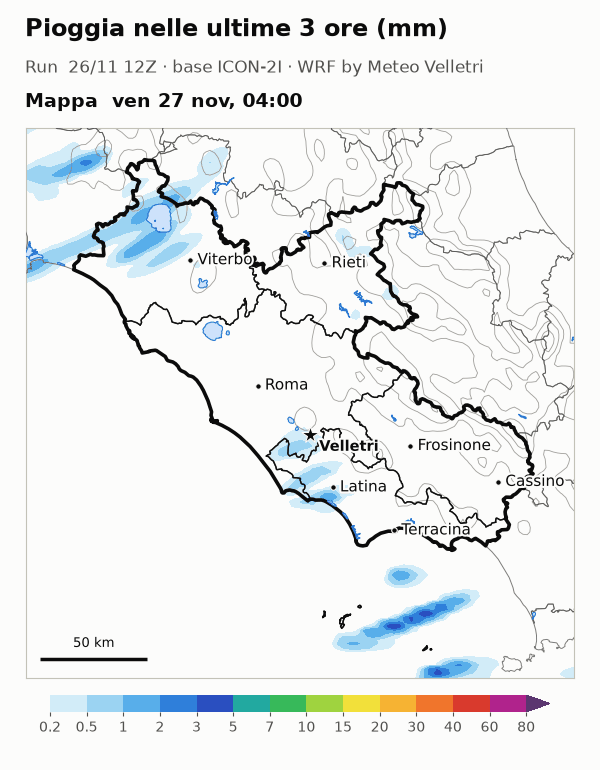 Pioggia nelle ultime 3 ore (mm)
Run  26/11 12Z · base ICON-2I · WRF by Meteo Velletri
Mappa  ven 27 nov, 04:00
Viterbo
Rieti
Roma
Velletri
Frosinone
Latina
Cassino
Terracina
50 km
0.2 0.5 1 2 3 5 7 10 15 20 30 40 60 80